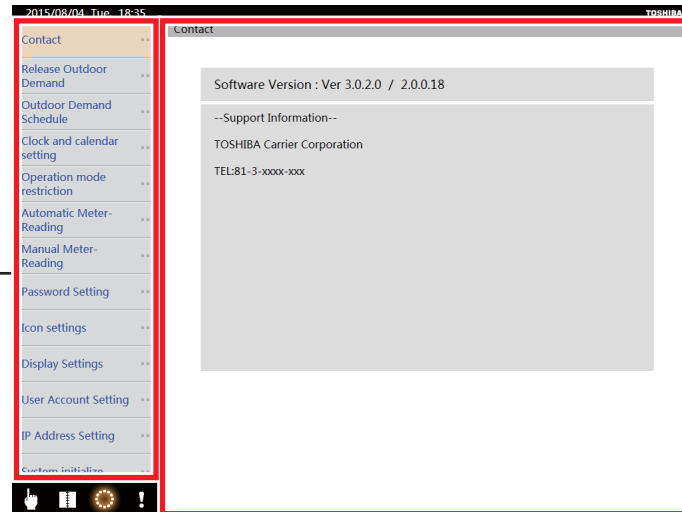 2015/08/04 Tue 18:35
TOSHIBA
Contact
Release Outdoor
Demand
Outdoor Demand
Schedule
Clock and calendar
setting
Operation mode
restriction
Automatic Meter-
Reading
Manual Meter-
Reading
Password Setting
Icon settings
Display Settings
User Account Setting
IP Address Setting
System initialize
Contact
Software Version : Ver 3.0.2.0 / 2.0.0.18
--Support Information--
TOSHIBA Carrier Corporation
TEL:81-3-xxxx-xxx